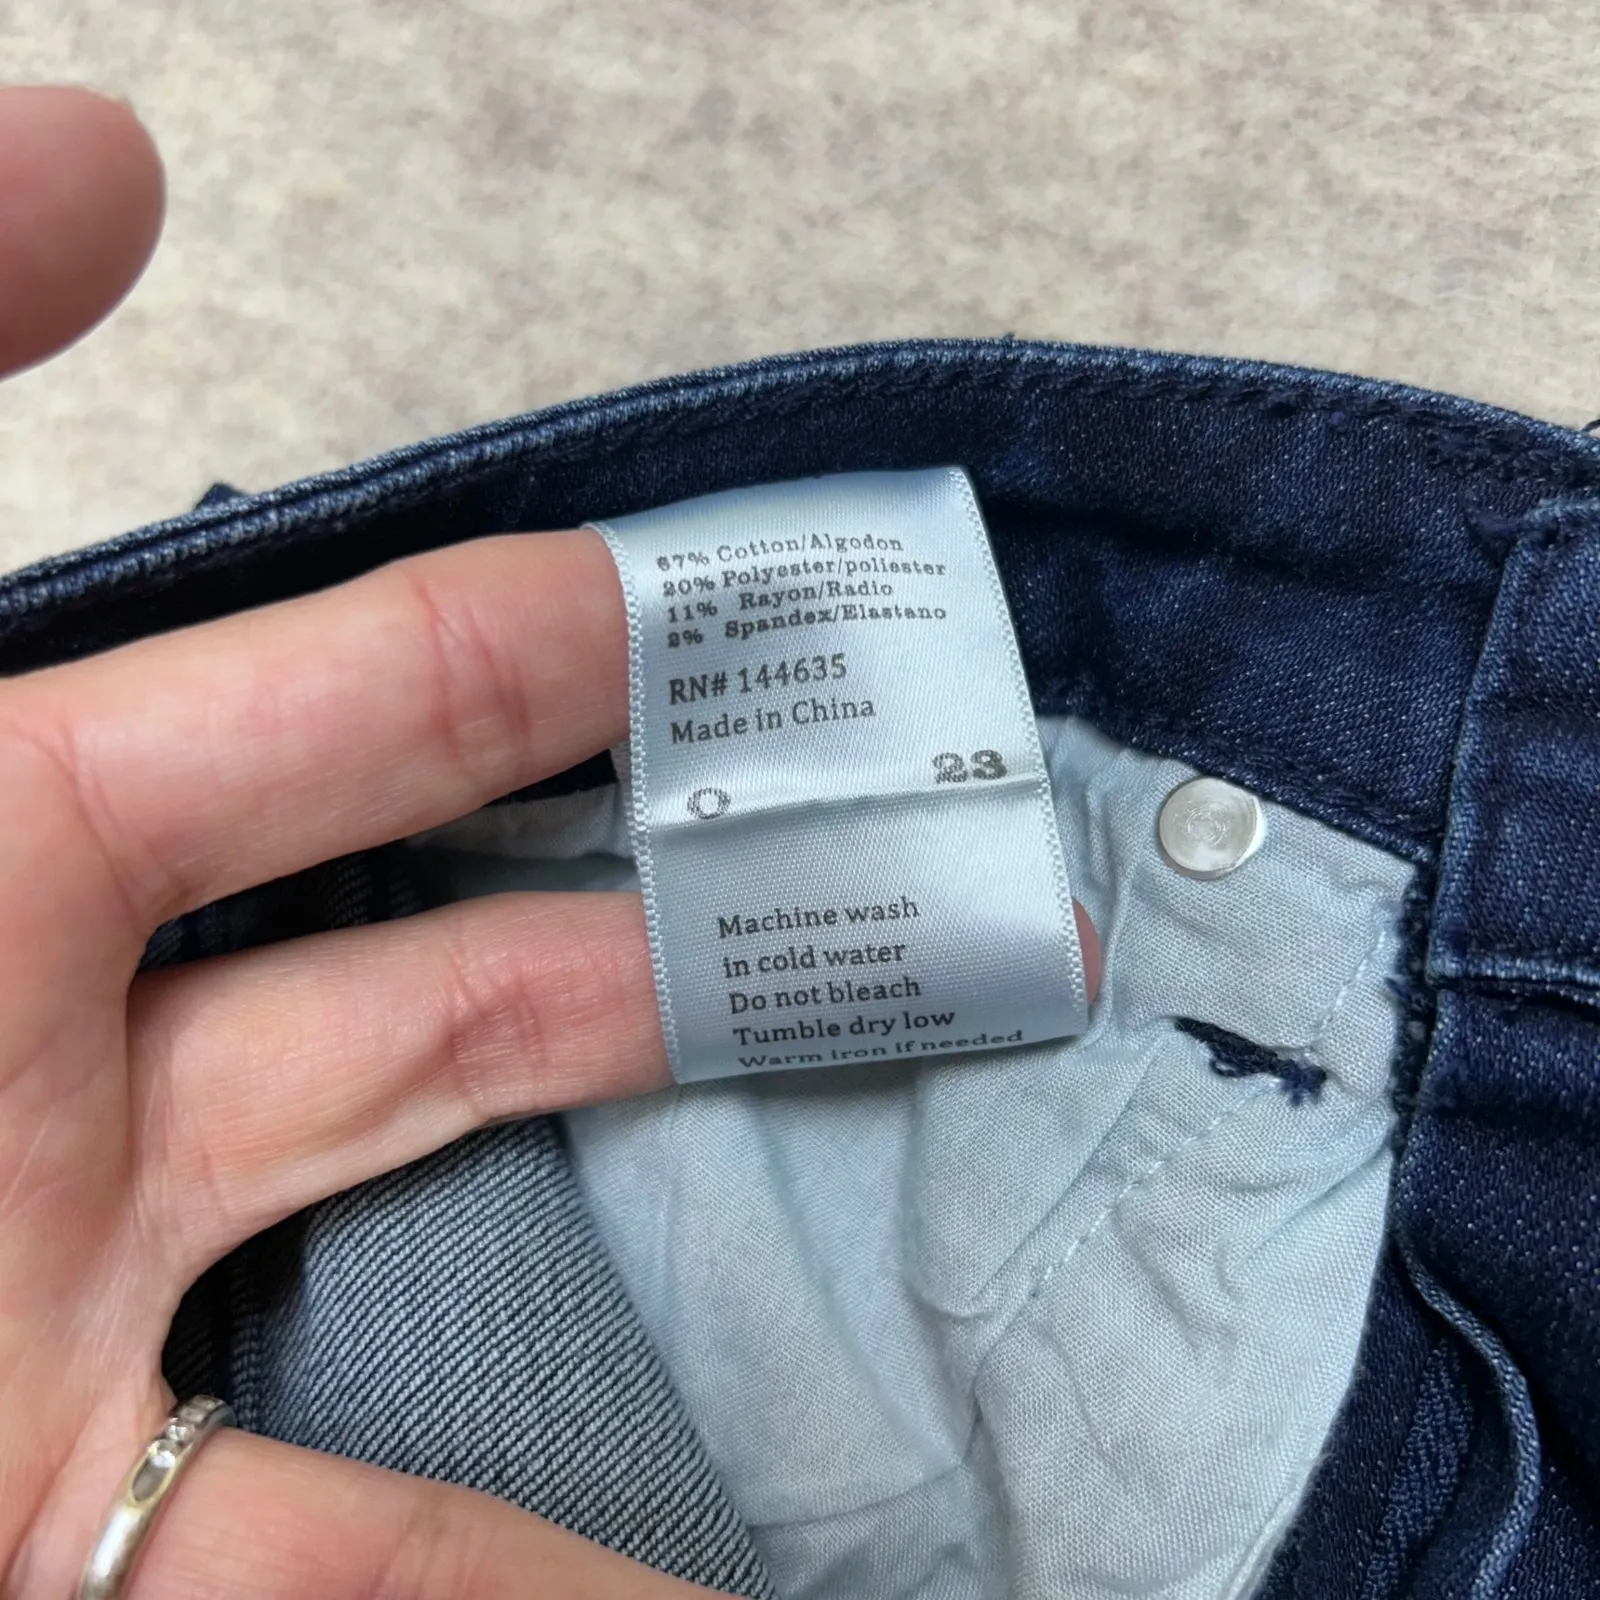 67% Cotton/Algodon
20% Polyester/poliester
11% Rayon/Radio
2% Spandex/Elastano
RN# 144635
Made in China
23
O
Machine wash
in cold water
Do not bleach
Tumble dry low
Warm iron if needed